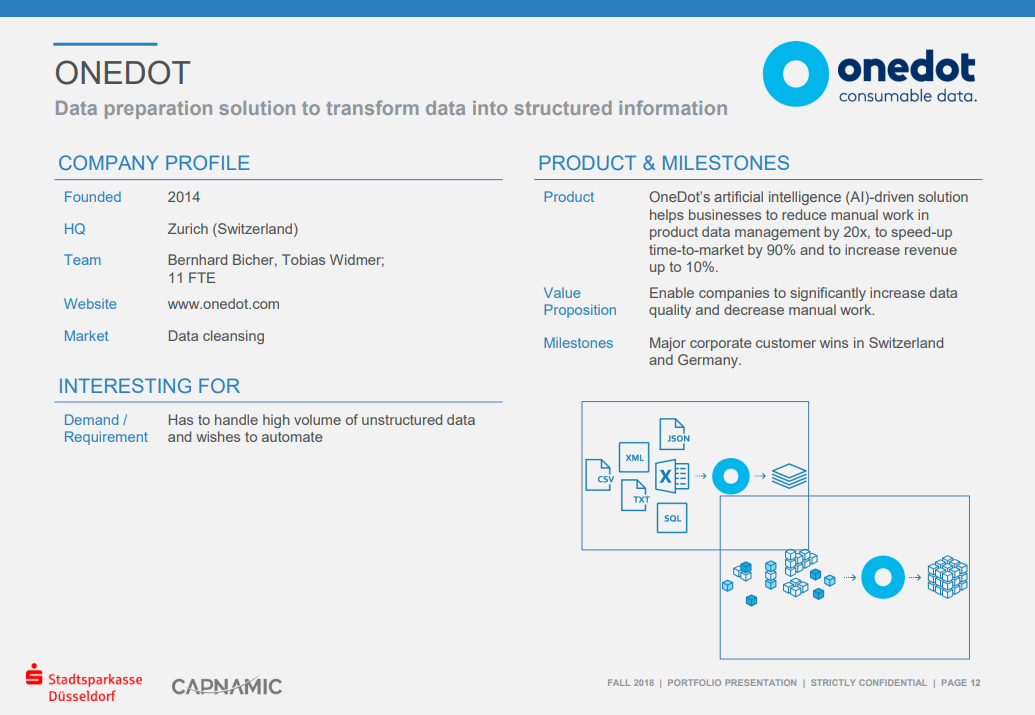 ONEDOT
Data preparation solution to transform data into structured information
onedot
consumable data.
COMPANY PROFILE
Founded 2014
HQ Zurich (Switzerland)
Team Bernhard Bicher, Tobias Widmer;
11 FTE
Website www.onedot.com
Market Data cleansing
INTERESTING FOR
Demand / Has to handle high volume of unstructured data
Requirement and wishes to automate
PRODUCT & MILESTONES
Product OneDot's artificial intelligence (AI)-driven solution
helps businesses to reduce manual work in
product data management by 20x, to speed-up
time-to-market by 90% and to increase revenue
up to 10%.
Value Enable companies to significantly increase data
Proposition quality and decrease manual work.
Milestones Major corporate customer wins in Switzerland
and Germany.
JSON
XML
CSV
X
TXT
SQL
Stadtsparkasse
Düsseldorf
CAPNAMIC
FALL 2018 | PORTFOLIO PRESENTATION | STRICTLY CONFIDENTIAL | PAGE 12